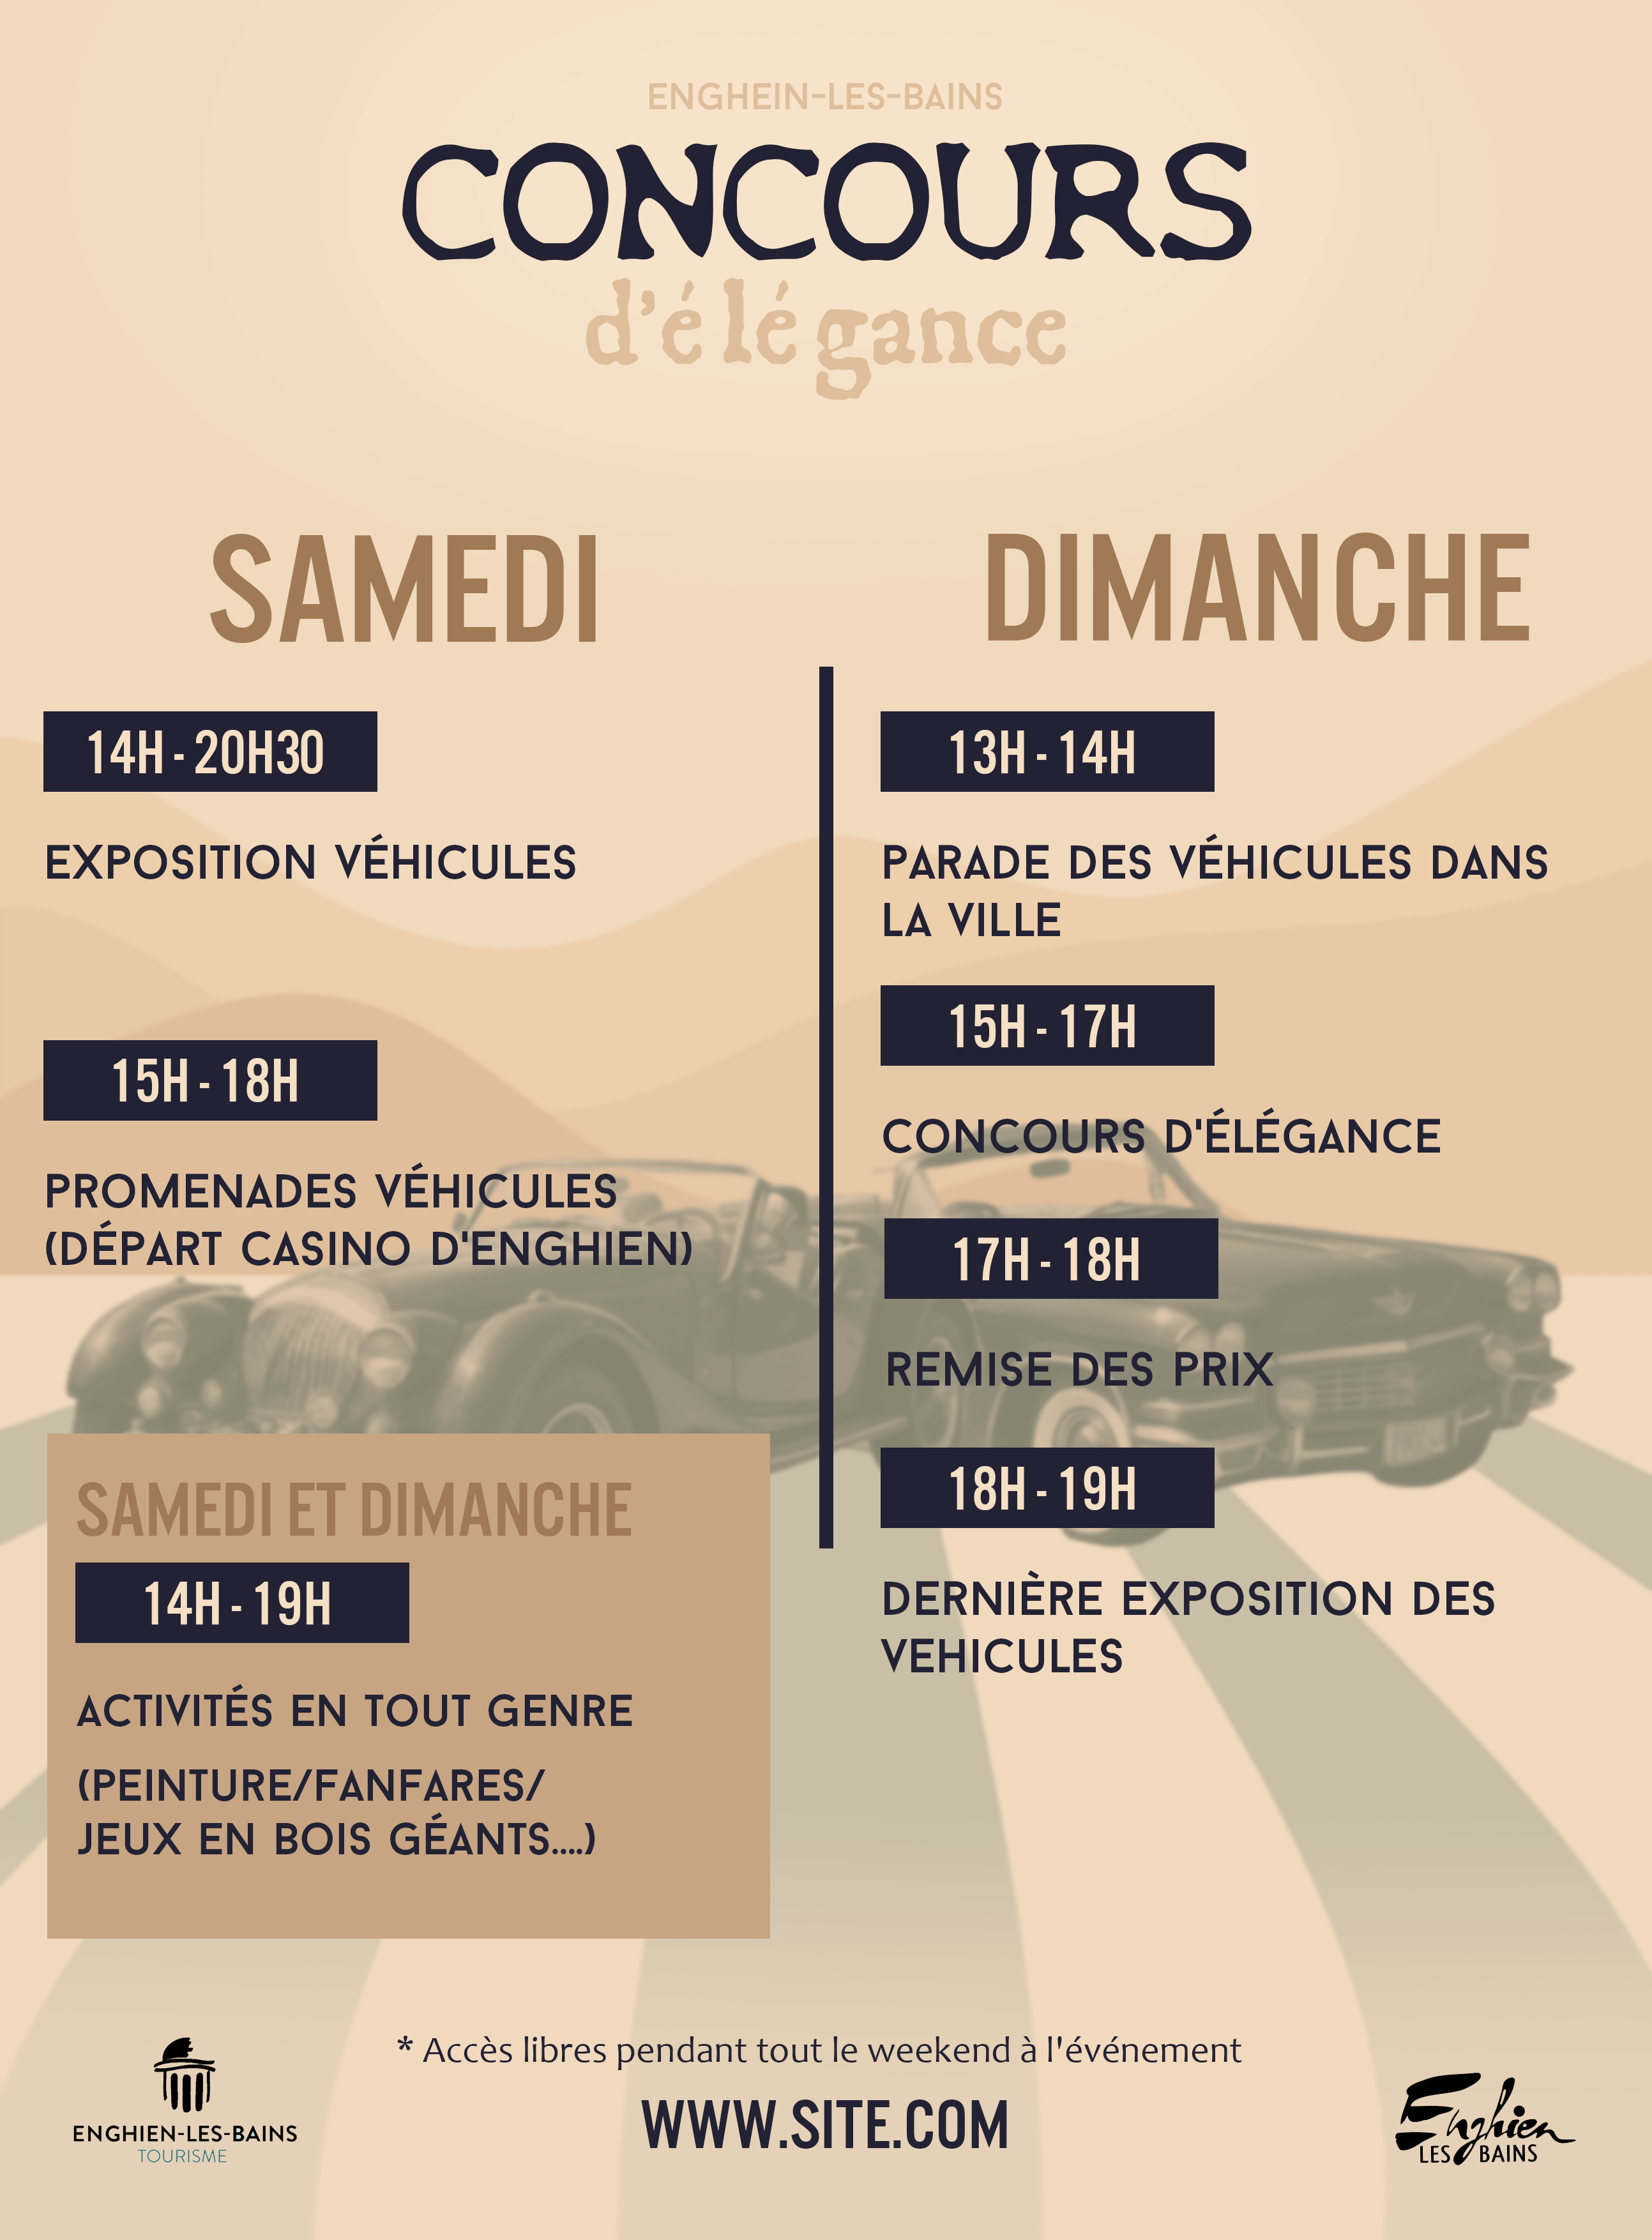 ENGHEIN-LES-BAINS
CONCOURS
d'élégance
SAMEDI
14H - 20H30
EXPOSITION VÉHICULES
15H - 18H
PROMENADES VÉHICULES
(DÉPART CASINO D'ENGHIEN)
SAMEDI ET DIMANCHE
14H - 19H
ACTIVITÉS EN TOUT GENRE
(PEINTURE/FANFARES/
JEUX EN BOIS GÉANTS....)
DIMANCHE
13H - 14H
PARADE DES VÉHICULES DANS
LA VILLE
15H - 17H
CONCOURS D'ÉLÉGANCE
17H - 18H
REMISE DES PRIX
18H - 19H
DERNIÈRE EXPOSITION DES
VEHICULES
* Accès libres pendant tout le weekend à l'événement
WWW.SITE.COM
ENGHIEN-LES-BAINS
TOURISME
Enghien
LES BAINS